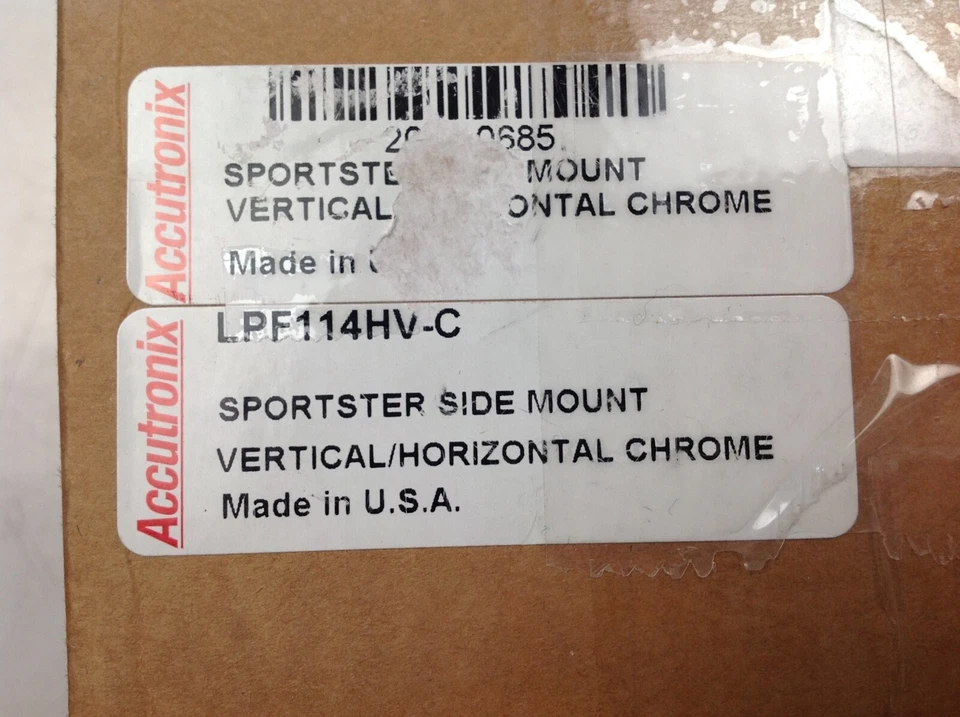 Accutronix
0685
SPORTSTE MOUNT
VERTICAL ONTAL CHROME
Made in
Accutronix
LPF114HV-C
SPORTSTER SIDE MOUNT
VERTICAL/HORIZONTAL CHROME
Made in U.S.A.